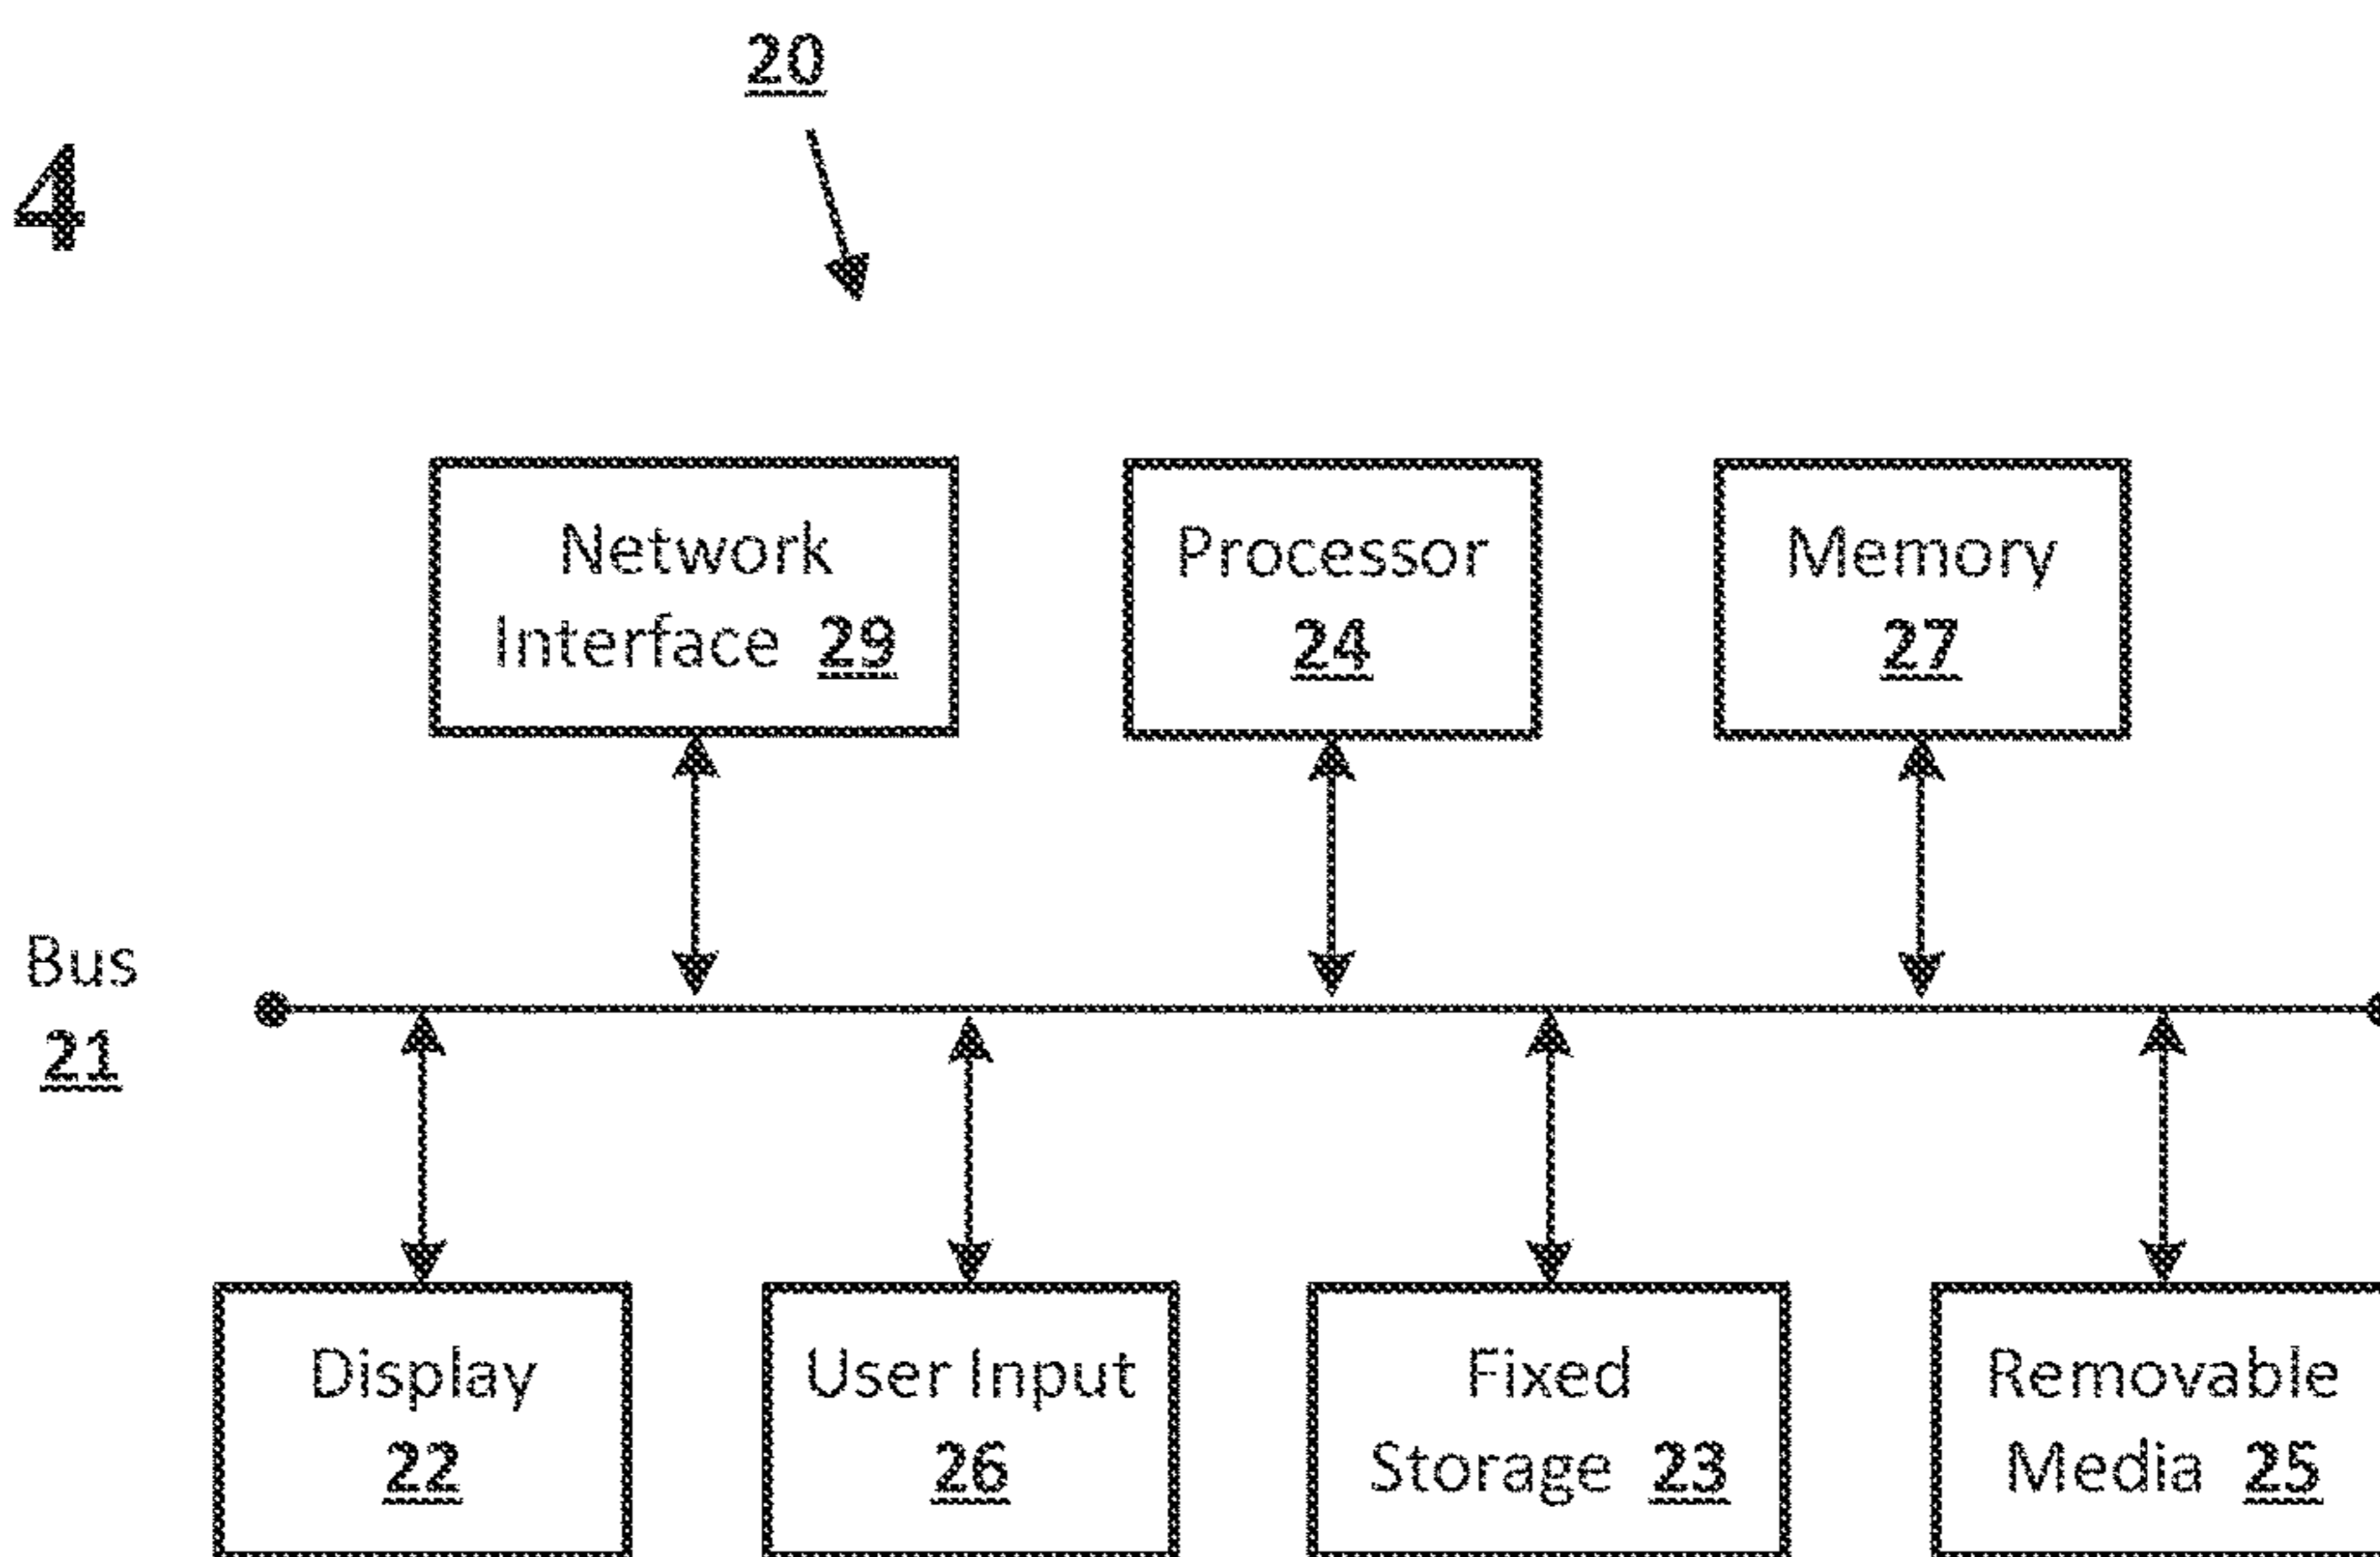 20
4
Network
Interface 29
Processor
24
Memory
27
Bus
21
Display
22
User Input
26
Fixed
Storage 23
Removable
Media 25